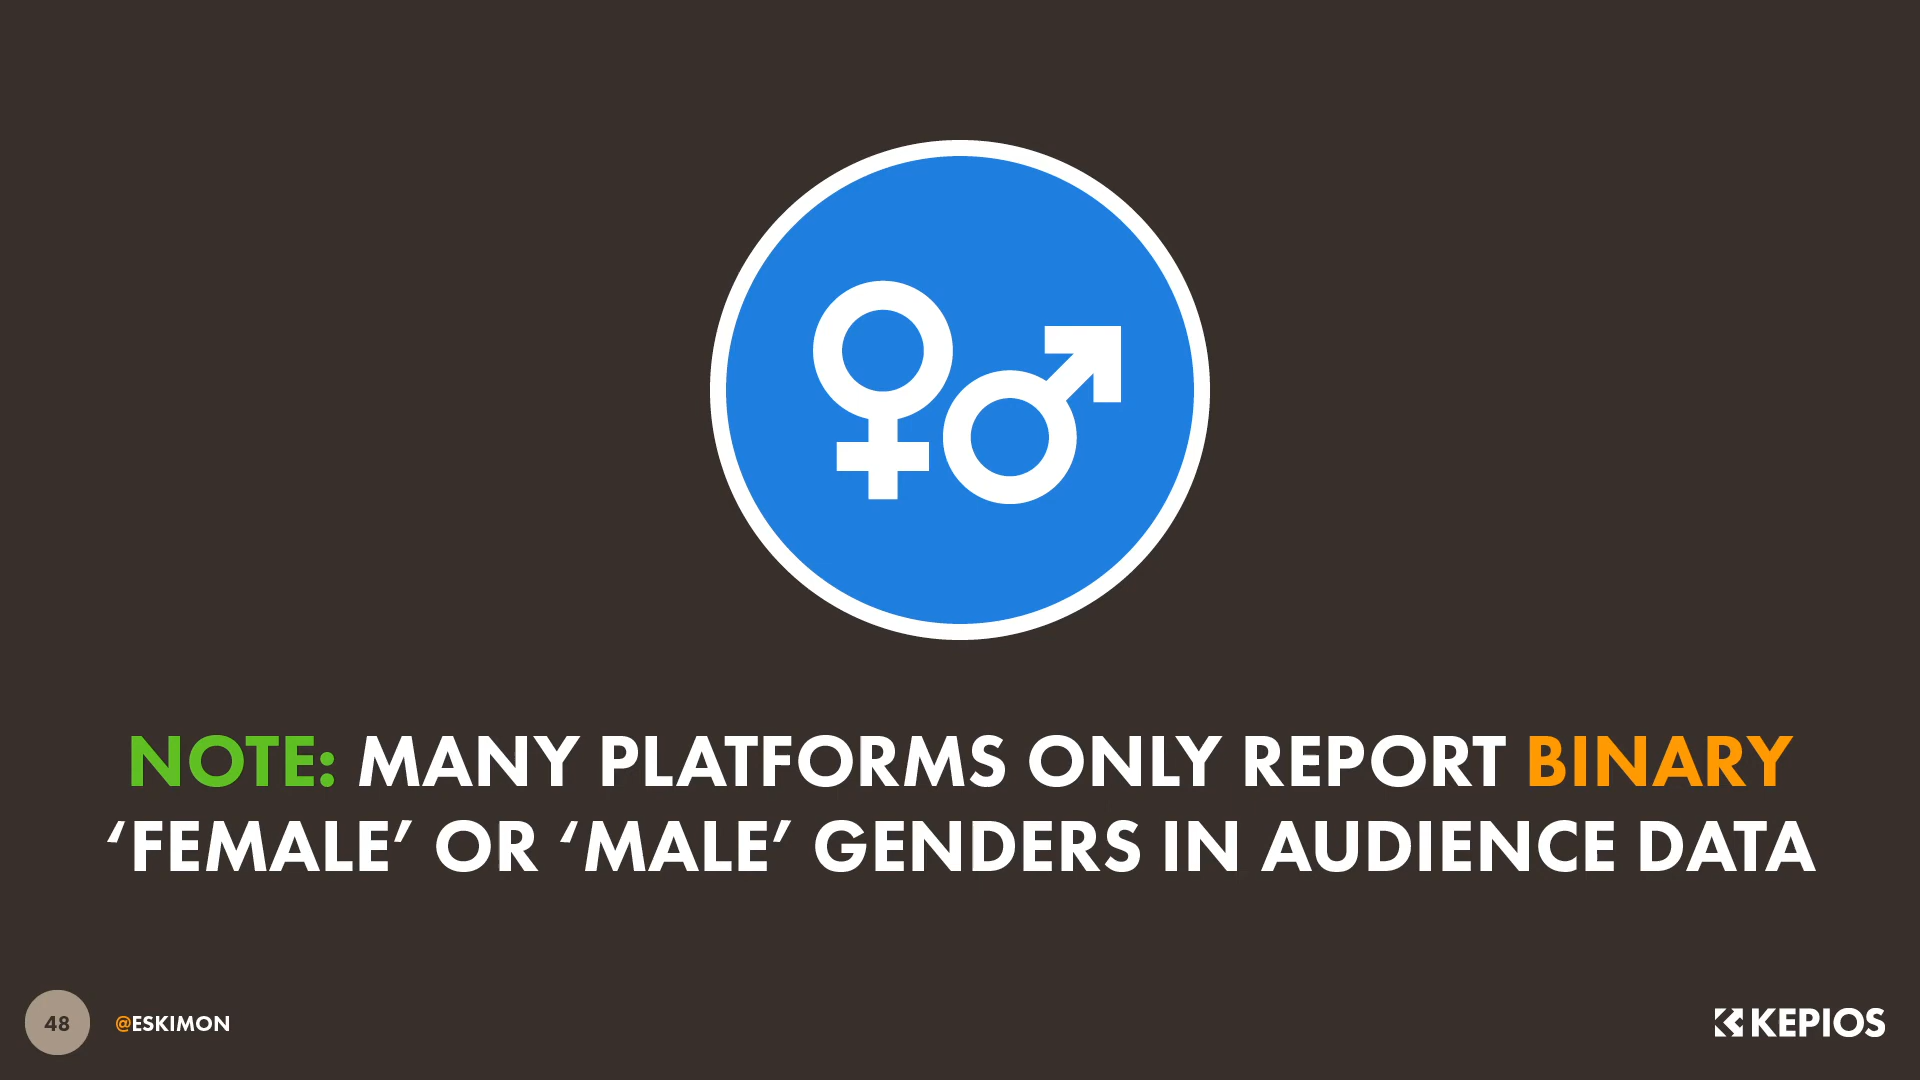 NOTE: MANY PLATFORMS ONLY REPORT BINARY
‘FEMALE’ OR ‘MALE’ GENDERS IN AUDIENCE DATA
48
@ESKIMON
KEPIOS